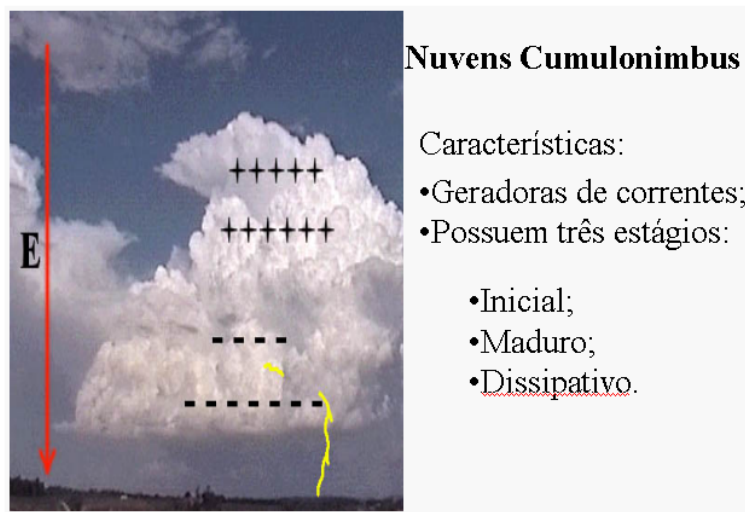 Nuvens Cumulonimbus
Características:
•Geradoras de correntes;
•Possuem três estágios:
•Inicial;
•Maduro;
•Dissipativo.
+++++
++++++
E
- - - -
- - - - - - -